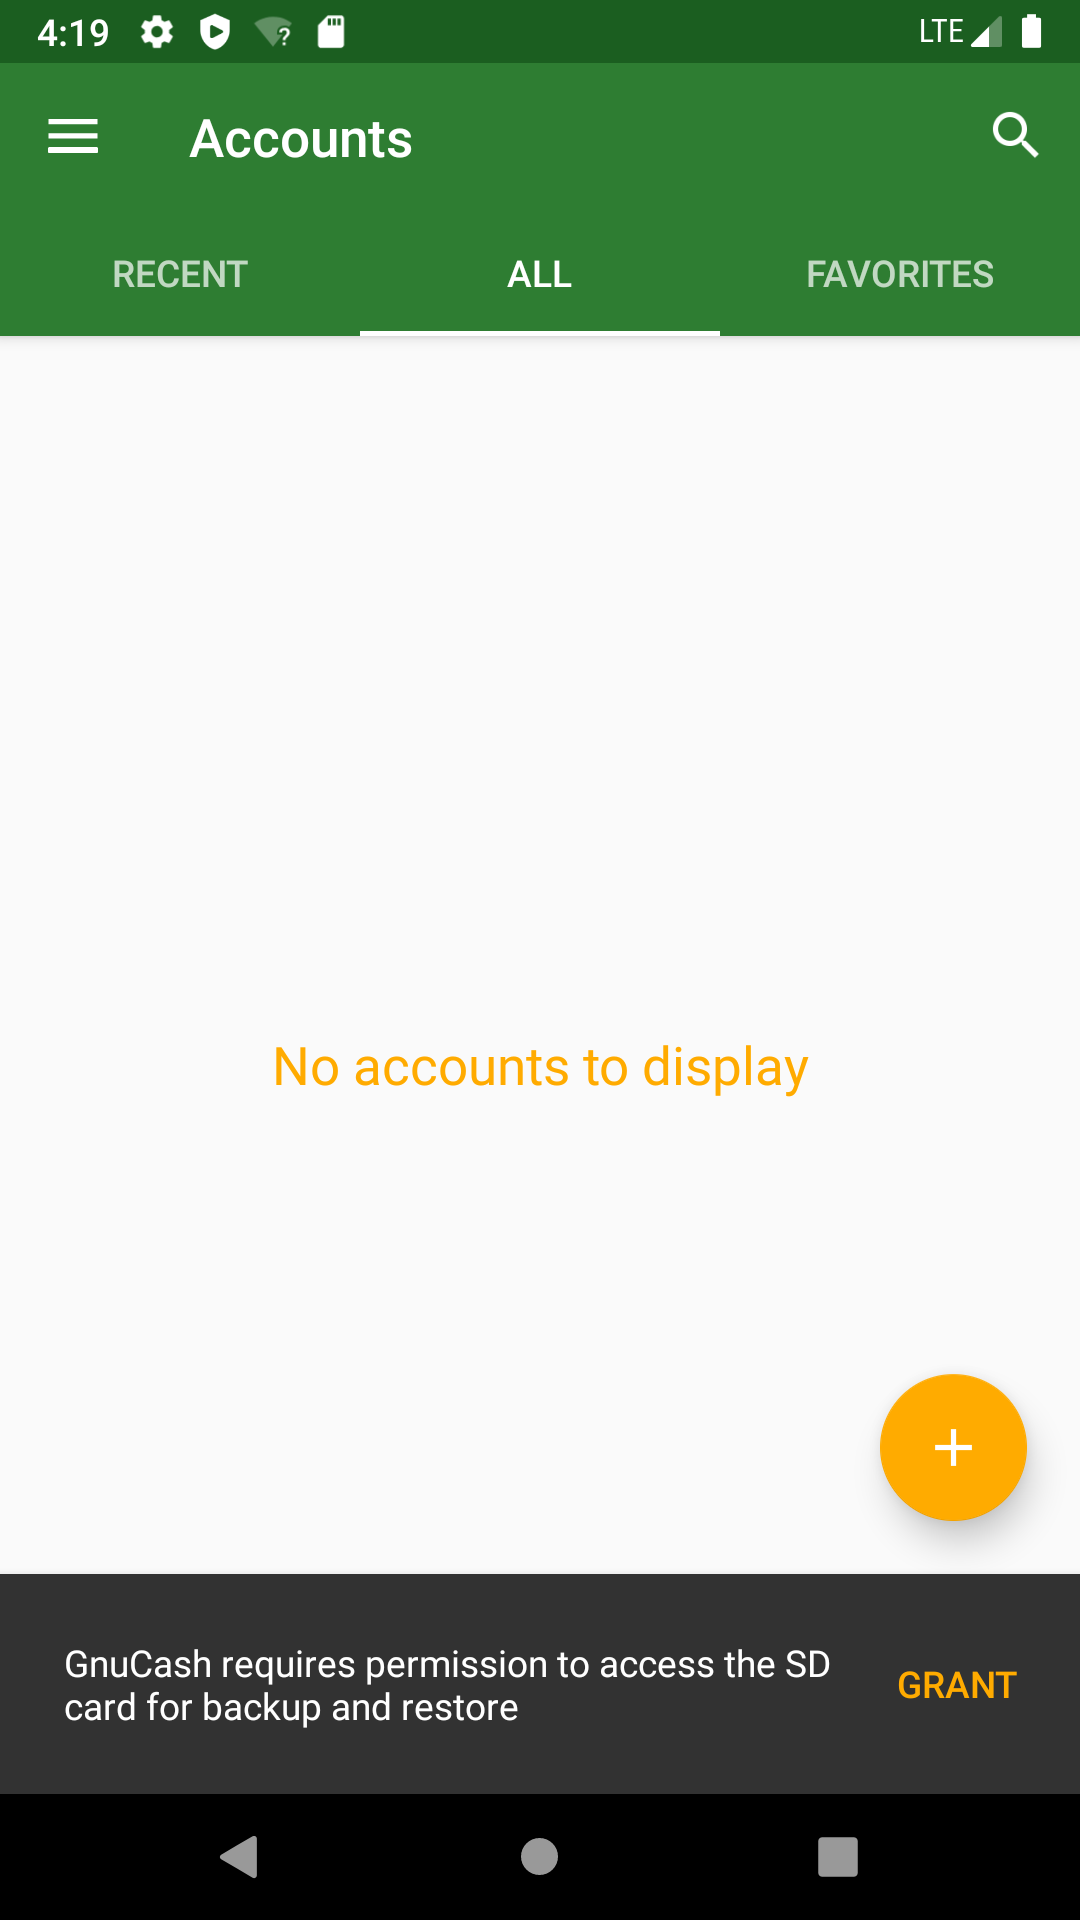 4:19
LTE
Accounts
RECENT
ALL
FAVORITES
No accounts to display
GnuCash requires permission to access the SD
card for backup and restore
GRANT